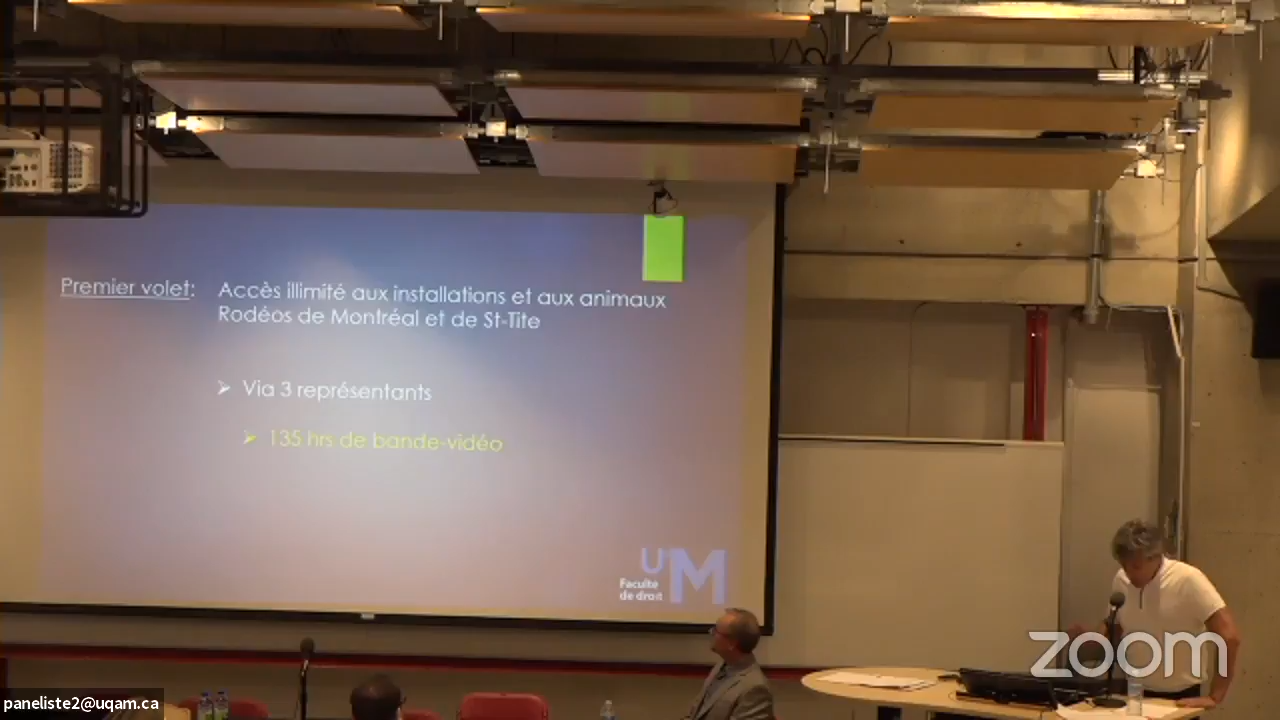 Premier volet: Accès illimité aux installations et aux animaux
Rodéos de Montréal et de St-Tite
Via 3 représentants
135 hrs de bande-vidéo
UM
Faculté
de droit
zoom
paneliste2@uqam.ca